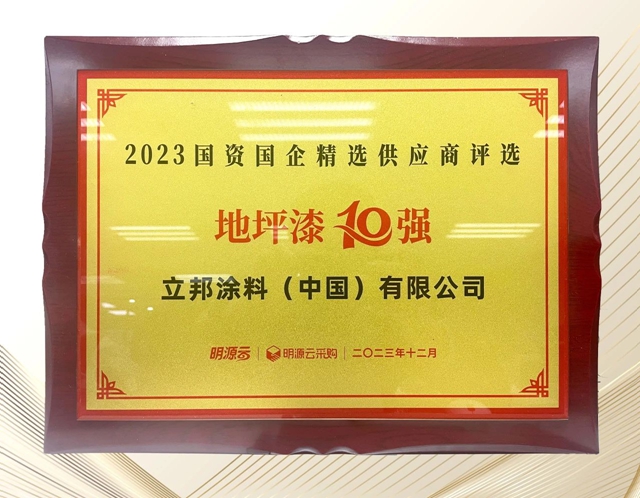 2023国资国企精选供应商评选
地坪漆10强
立邦涂料（中国）有限公司
明源云 | 明源云采购 | 二〇二三年十二月